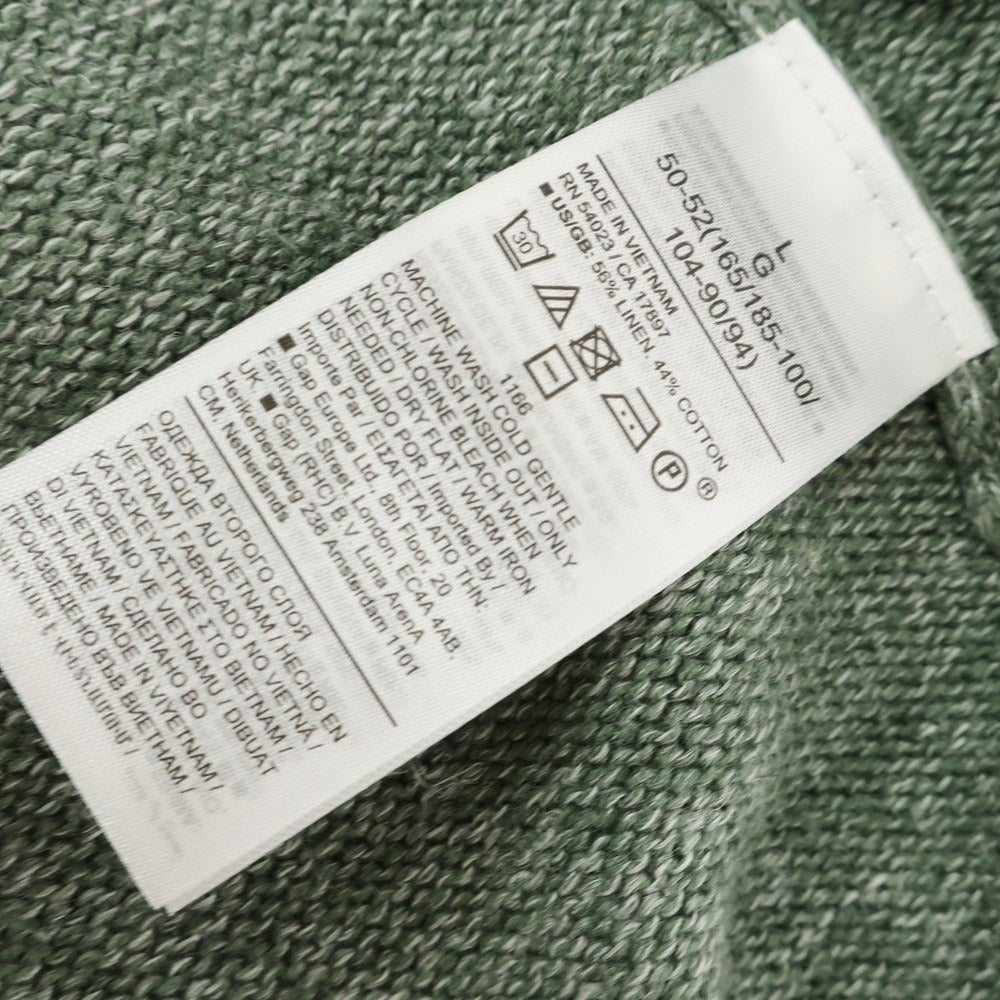 L
G
50-52(165/185-100/
104-90/94)
MADE IN VIETNAM
RN 54023 / CA 17897
■US/GB: 56% LINEN, 44% COTTON
30
P
®
1166
MACHINE WASH COLD GENTLE
CYCLE / WASH INSIDE OUT / ONLY
NON-CHLORINE BLEACH WHEN
NEEDED / DRY FLAT / WARM IRON
DISTRIBUIDO POR / Imported By /
Importe Par / ΕΙΣΑΓΕΤΑΙ ΑΠΟ ΤΗΝ:
■ Gap Europe Ltd. 8th Floor, 20
Farringdon Street, London, EC4A 4AB,
UK ■ Gap (RHC) B.V. Luna ArenA
Herikerbergweg 238 Amsterdam 1101
CM, Netherlands
ОДЕЖДА ВТОРОГО СЛОЯ
FABRIQUE AU VIETNAM / HECHO EN
VIETNAM / FABRICADO NO VIETNÃ /
ΚΑΤΑΣΚΕΥΑΣΤΗΚΕ ΣΤΟ ΒΙΕΤΝΑΜ /
VYROBENO VE VIETNAMU / DIBUAT
DI VIETNAM / СДЕЛАНО ВО
ВЬЕТНАМЕ / MADE IN VIYETNAM /
ПРОИЗВЕДЕНО ВЪВ ВИЕТНАМ /